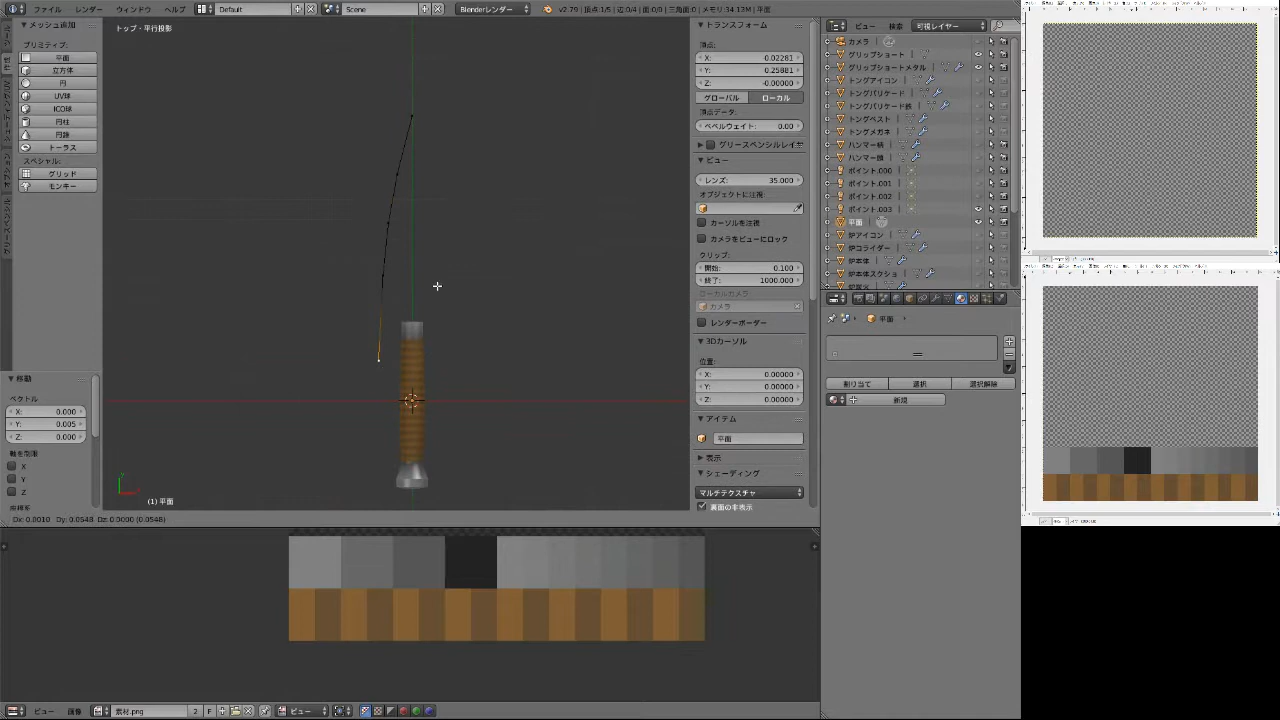 ファイル レンダー ウィンドウ ヘルプ Default Scene BlenderRender v2.79 | 頂点:1/5 | 辺:0/4 | 面:0/0 | 三角面:0 | メモリ:34.13M | 平面
メッシュ追加
プリミティブ:
平面
立方体
円
UV球
ICO球
円柱
円錐
トーラス
スペシャル:
グリッド
モンキー
移動
ベクトル
X: 0.000
Y: 0.005
Z: 0.000
軸を制限
X
Y
Z
トップ・平行投影
(1) 平面
Dx: 0.0010 Dy: 0.0548 Dz: 0.0000 (0.0548)
トランスフォーム
頂点:
X: -0.02281
Y: 0.25881
Z: -0.00000
グローバル ローカル
頂点データ:
ベベルウェイト: 0.00
グリースペンシルレイヤ
ビュー
レンズ: 35.000
オブジェクトに注視:
カーソルを注視
カメラをビューにロック
クリップ:
開始: 0.100
終了: 1000.000
ローカルカメラ
カメラ
レンダーボーダー
3Dカーソル
位置:
X: 0.00000
Y: 0.00000
Z: 0.00000
アイテム
平面
表示
シェーディング
マルチテクスチャ
裏面の非表示
ビュー 検索 可視レイヤー
カメラ
グリップショート
グリップショートメタル
トングアイコン
トングバリケード
トングバリケード鉄
トングベスト
トングメガネ
ハンマー柄
ハンマー頭
ポイント.000
ポイント.001
ポイント.002
ポイント.003
平面
炉アイコン
炉コライダー
炉本体
炉本体スクショ
平面
割り当て 選択 選択解除
新規
ビュー 画像 素材.png 2 F ビュー